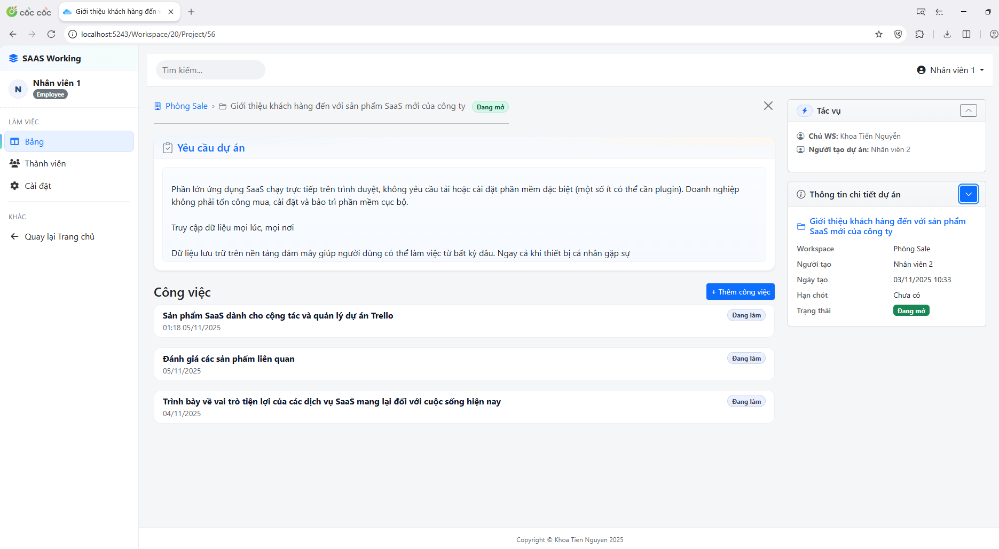 cốc cốc
Giới thiệu khách hàng đến
localhost:5243/Workspace/20/Project/56
SAAS Working
N
Nhân viên 1
Employee
LÀM VIỆC
Bảng
Thành viên
Cài đặt
KHÁC
Quay lại Trang chủ
Tìm kiếm...
Nhân viên 1
Phòng Sale › Giới thiệu khách hàng đến với sản phẩm SaaS mới của công ty Đang mở
Yêu cầu dự án
Phần lớn ứng dụng SaaS chạy trực tiếp trên trình duyệt, không yêu cầu tải hoặc cài đặt phần mềm đặc biệt (một số ít có thể cần plugin). Doanh nghiệp
không phải tốn công mua, cài đặt và bảo trì phần mềm cục bộ.
Truy cập dữ liệu mọi lúc, mọi nơi
Dữ liệu lưu trữ trên nền tảng đám mây giúp người dùng có thể làm việc từ bất kỳ đâu. Ngay cả khi thiết bị cá nhân gặp sự
Công việc
+ Thêm công việc
Sản phẩm SaaS dành cho cộng tác và quản lý dự án Trello
Đang làm
01:18 05/11/2025
Đánh giá các sản phẩm liên quan
Đang làm
05/11/2025
Trình bày về vai trò tiện lợi của các dịch vụ SaaS mang lại đối với cuộc sống hiện nay
Đang làm
04/11/2025
Tác vụ
Chủ WS: Khoa Tiến Nguyễn
Người tạo dự án: Nhân viên 2
Thông tin chi tiết dự án
Giới thiệu khách hàng đến với sản phẩm
SaaS mới của công ty
Workspace Phòng Sale
Người tạo Nhân viên 2
Ngày tạo 03/11/2025 10:33
Hạn chót Chưa có
Trạng thái Đang mở
Copyright © Khoa Tien Nguyen 2025